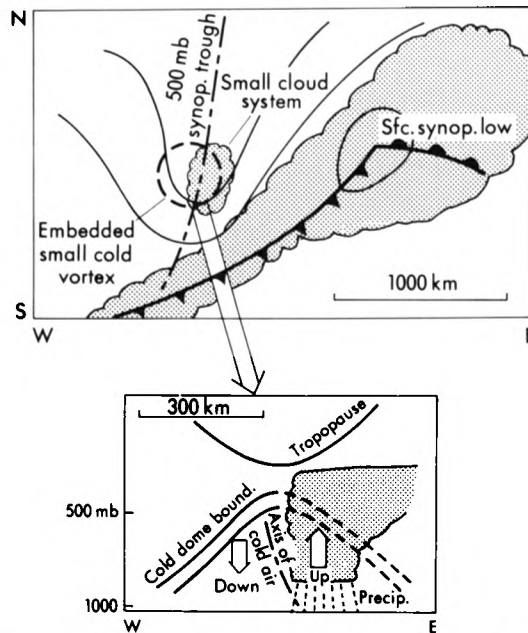 N
500 mb
synop. trough
Small cloud
system
Sfc. synop. low
Embedded
small cold
vortex
1000 km
S
W
E
300 km
Tropopause
Cold dome bound.
500 mb
Axis of
cold air
Down
Up
Precip.
1000
W
E